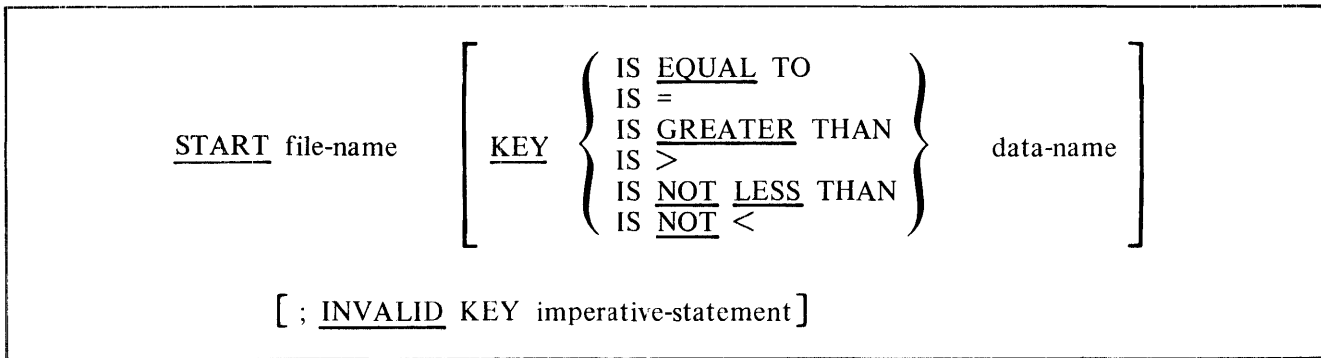 IS EQUAL TO
IS =
IS GREATER THAN
START file-name [ KEY { IS > } data-name ]
IS NOT LESS THAN
IS NOT <
[ ; INVALID KEY imperative-statement]